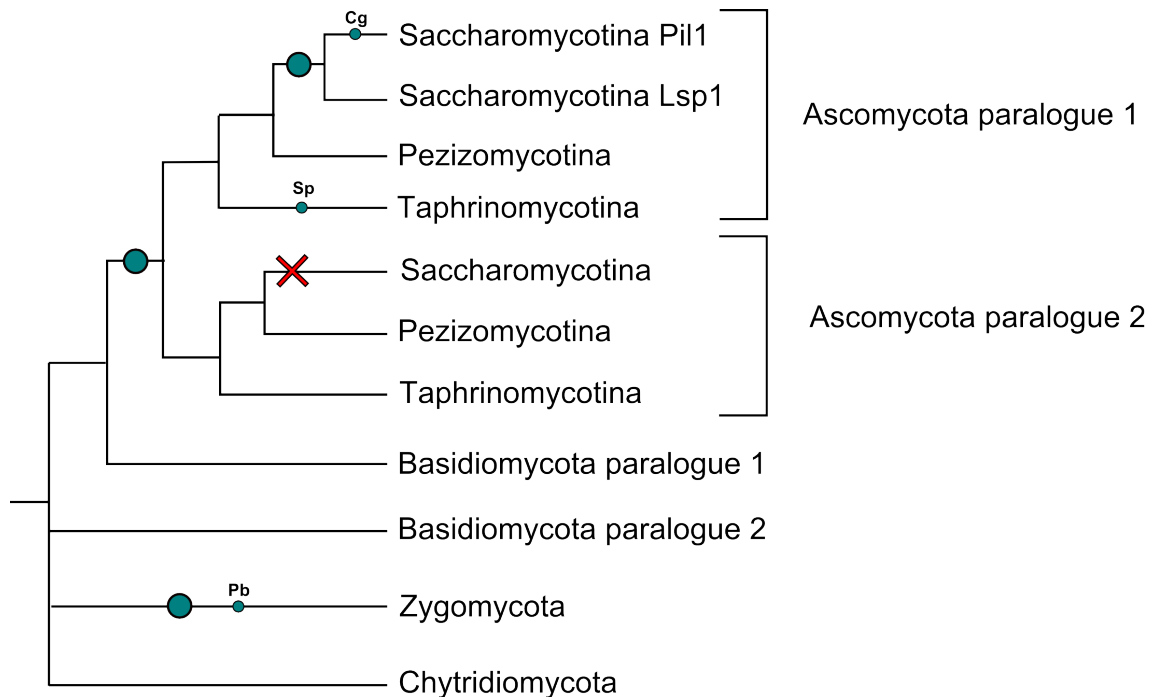 Cg
Saccharomycotina Pil1
Saccharomycotina Lsp1
Ascomycota paralogue 1
Pezizomycotina
Sp
Taphrinomycotina
Saccharomycotina
Ascomycota paralogue 2
Pezizomycotina
Taphrinomycotina
Basidiomycota paralogue 1
Basidiomycota paralogue 2
Pb
Zygomycota
Chytridiomycota